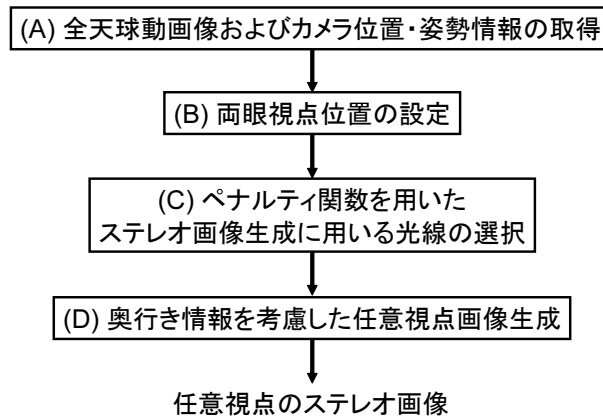 (A) 全天球動画像およびカメラ位置・姿勢情報の取得
(B) 両眼視点位置の設定
(C) ペナルティ関数を用いた
ステレオ画像生成に用いる光線の選択
(D) 奥行き情報を考慮した任意視点画像生成
任意視点のステレオ画像